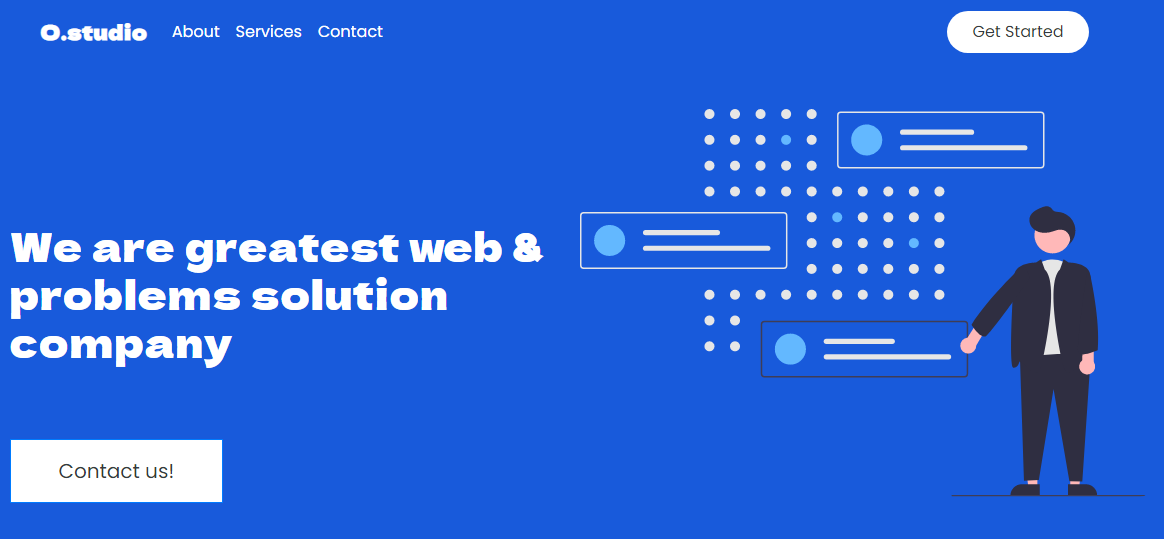 O.studio About Services Contact Get Started
We are greatest web &
problems solution
company
Contact us!